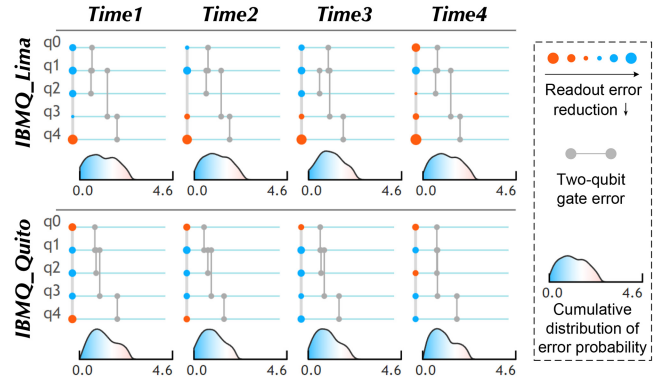 Time1 Time2 Time3 Time4
IBMQ_Lima
q0
q1
q2
q3
q4
0.0 4.6 0.0 4.6 0.0 4.6 0.0 4.6
IBMQ_Quito
q0
q1
q2
q3
q4
0.0 4.6 0.0 4.6 0.0 4.6 0.0 4.6
Readout error
reduction ↓
Two-qubit
gate error
0.0 4.6
Cumulative
distribution of
error probability